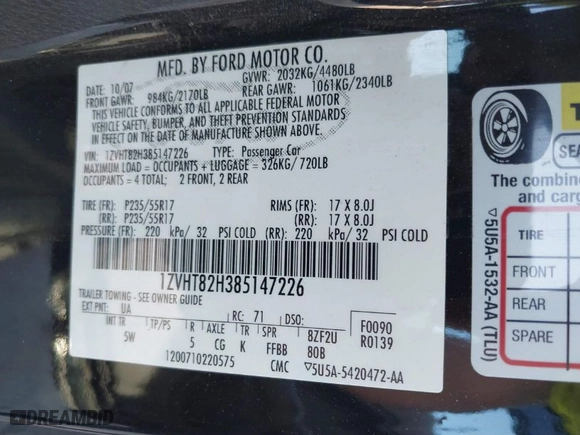 MFD. BY FORD MOTOR CO.
DATE: 10/07 GVWR: 2032KG/4480LB
FRONT GAWR: 984KG/2170LB REAR GAWR: 1061KG/2340LB
THIS VEHICLE CONFORMS TO ALL APPLICABLE FEDERAL MOTOR
VEHICLE SAFETY, BUMPER, AND THEFT PREVENTION STANDARDS
IN EFFECT ON THE DATE OF MANUFACTURE SHOWN ABOVE.
VIN: 1ZVHT82H385147226 TYPE: Passenger Car
MAXIMUM LOAD = OCCUPANTS + LUGGAGE = 326KG/720LB
OCCUPANTS = 4 TOTAL: 2 FRONT, 2 REAR
TIRE (FR): P235/55R17 RIMS (FR): 17 X 8.0J
(RR): P235/55R17 (RR): 17 X 8.0J
PRESSURE (FR): 220 kPa/ 32 PSI COLD (RR): 220 kPa/ 32 PSI COLD
1ZVHT82H385147226
TRAILER TOWING - SEE OWNER GUIDE
EXT PNT: UA RC: 71 DSO:
INT TR TP/PS R AXLE TR SPR 8ZF2U F0090
5W 5 CG K FFBB 80B R0139
1200710220575 CMC ▽5U5A-5420472-AA
T
SEA
The combine
and carg
TIRE
FRONT
REAR
SPARE
▽5U5A-1532-AA (TLU)
DREAMBID